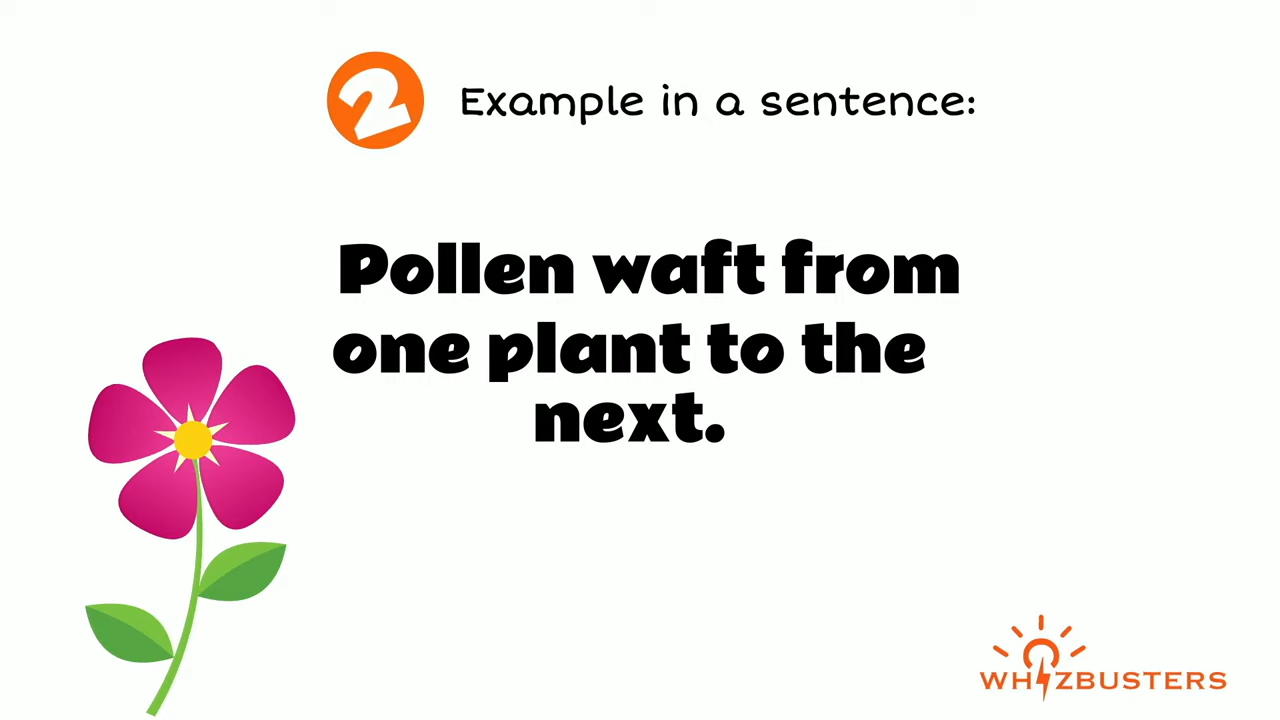 2 Example in a sentence:
Pollen waft from
one plant to the
next.
WHIZBUSTERS